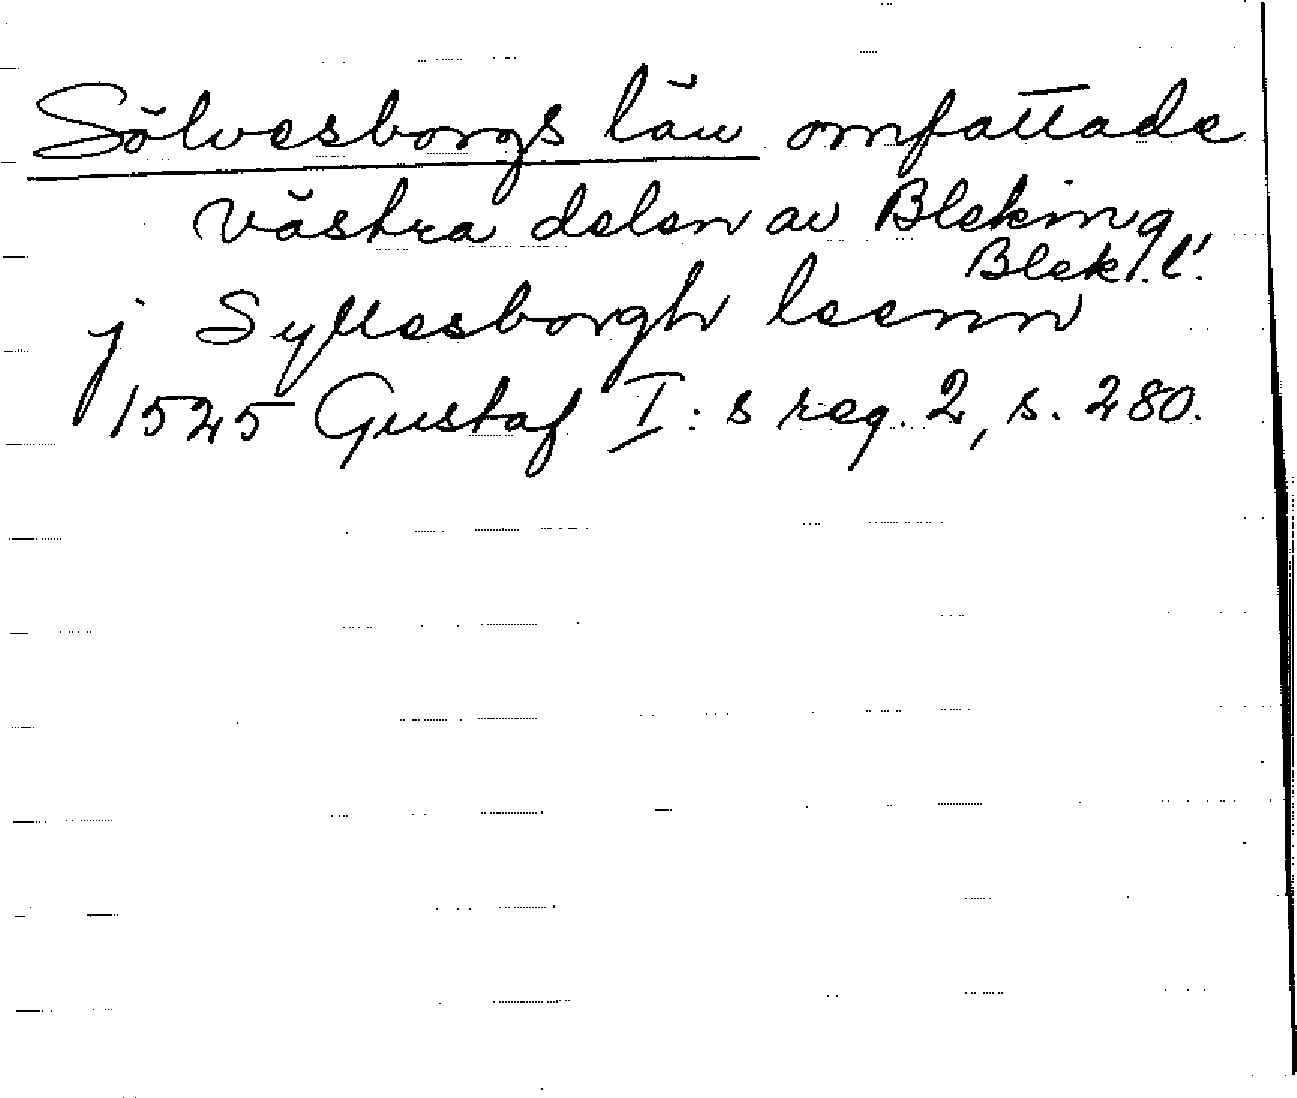 Sölvesborgs län omfattade
västra delen av Bleking,
Blek. l.
j Syllesborgh leenn
1525 Gustaf I:s reg. 2, s. 280.